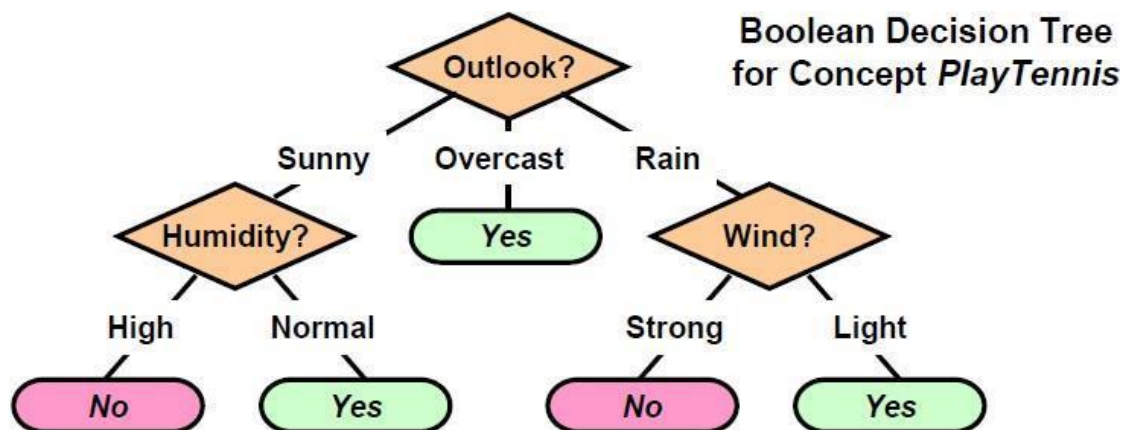 Boolean Decision Tree
for Concept PlayTennis
Outlook?
Sunny Overcast Rain
Humidity? Yes Wind?
High Normal Strong Light
No Yes No Yes